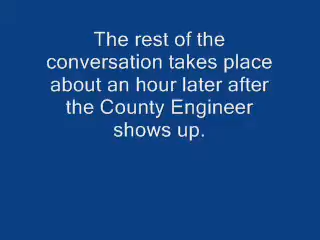 The rest of the
conversation takes place
about an hour later after
the County Engineer
shows up.